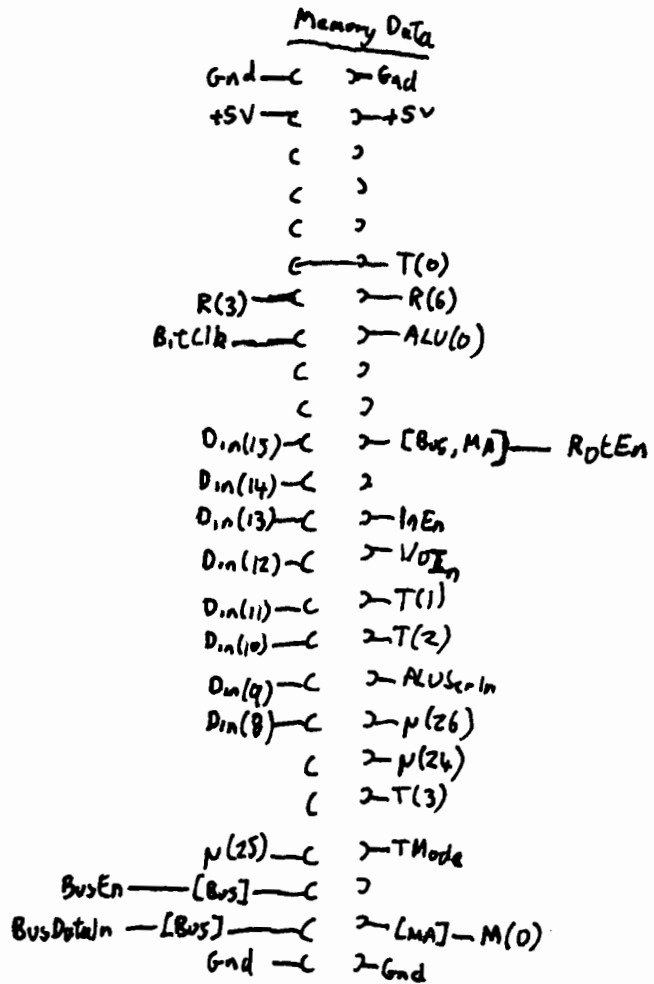 Memory Data
Gnd Gnd
+5V +5V
T(0)
R(3) R(6)
BitClk ALU(0)
Din(15) [Bus, MA] RDtEn
Din(14)
Din(13) InEn
Din(12)
Din(11) T(1)
Din(10) T(2)
Din(9) ALUSerIn
Din(8) μ(26)
μ(24)
T(3)
μ(25) TMode
BusEn [Bus]
BusDataIn [Bus] [MA] M(0)
Gnd Gnd